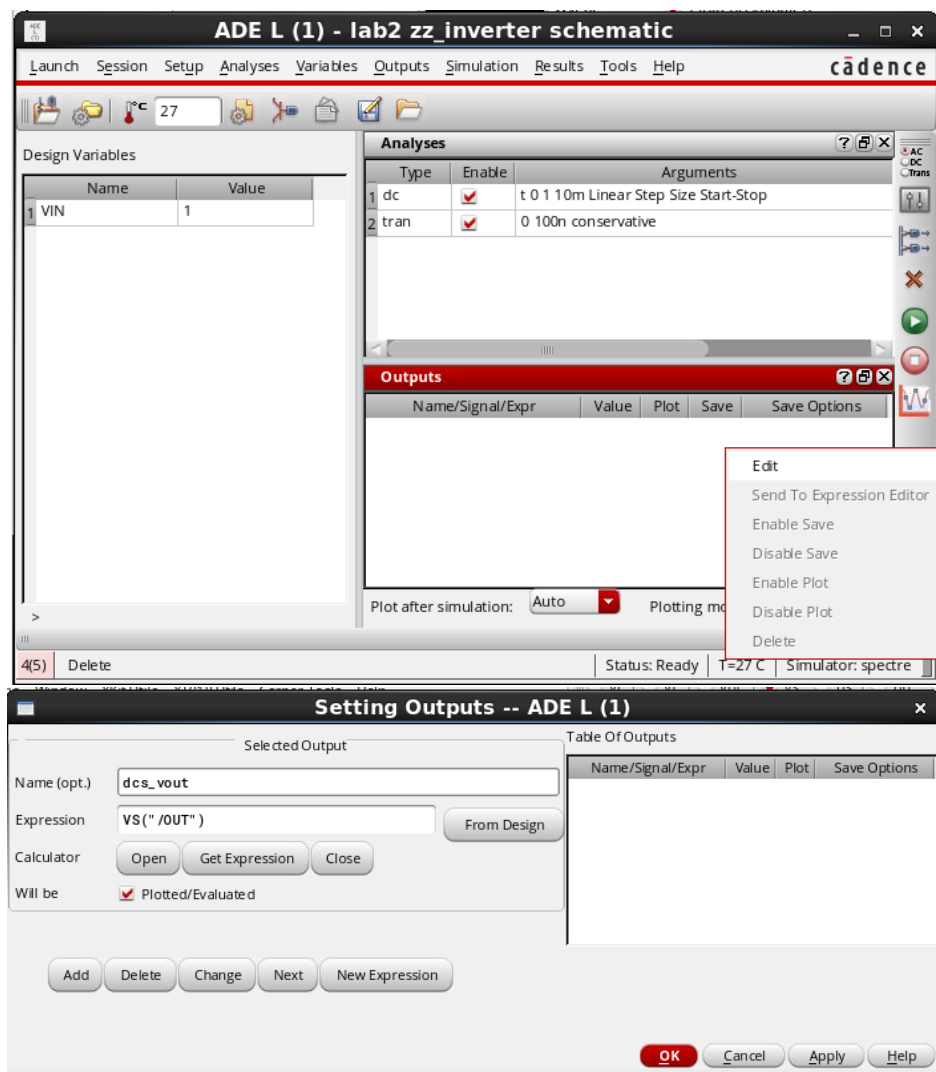 ADE L (1) - lab2 zz_inverter schematic
Launch Session Setup Analyses Variables Outputs Simulation Results Tools Help cādence
°C 27
Design Variables
Name Value
1 VIN 1
>
Analyses
Type Enable Arguments
1 dc t 0 1 10m Linear Step Size Start-Stop
2 tran 0 100n conservative
AC
DC
Trans
Outputs
Name/Signal/Expr Value Plot Save Save Options
Edit
Send To Expression Editor
Enable Save
Disable Save
Enable Plot
Disable Plot
Delete
Plot after simulation: Auto Plotting mo
4(5) Delete Status: Ready T=27 C Simulator: spectre
Setting Outputs -- ADE L (1)
Selected Output
Name (opt.) dcs_vout
Expression VS("/OUT") From Design
Calculator Open Get Expression Close
Will be Plotted/Evaluated
Add Delete Change Next New Expression
Table Of Outputs
Name/Signal/Expr Value Plot Save Options
OK Cancel Apply Help